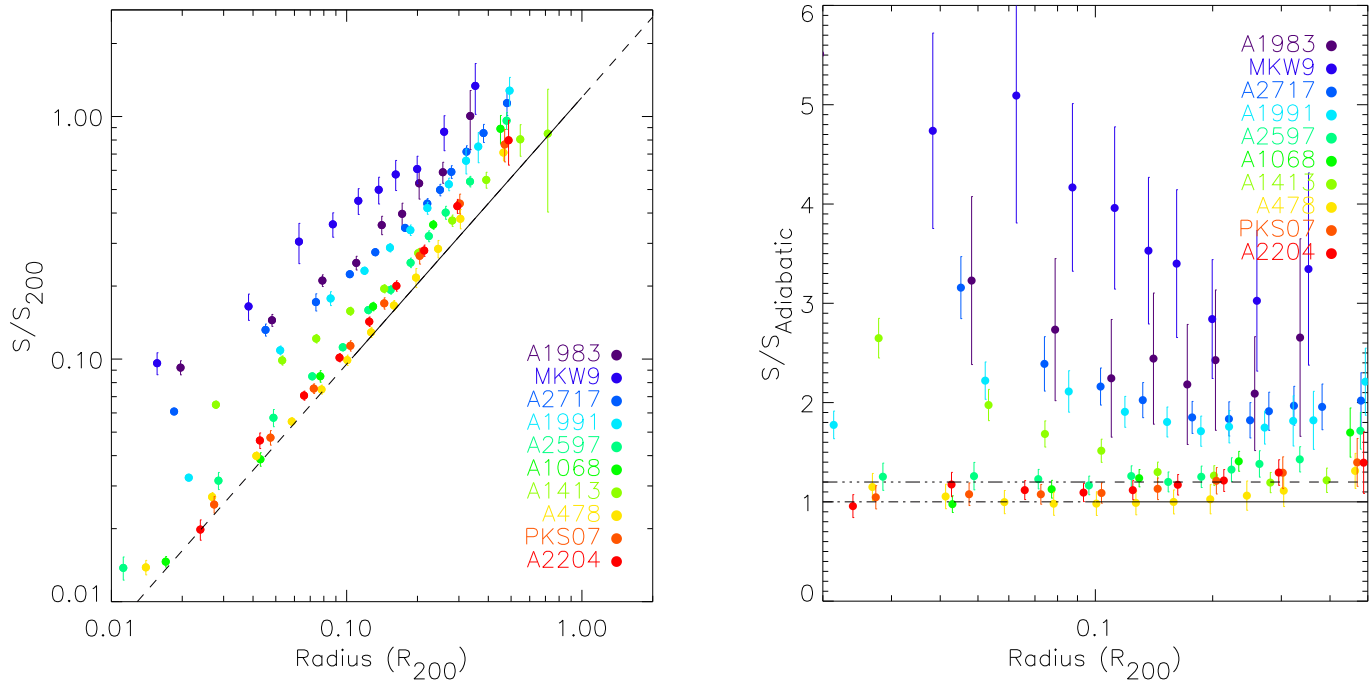 S/S200
1.00
0.10
0.01
0.01
0.10
1.00
Radius (R200)
A1983
MKW9
A2717
A1991
A2597
A1068
A1413
A478
PKS07
A2204
S/SAdiabatic
6
5
4
3
2
1
0
0.1
Radius (R200)
A1983
MKW9
A2717
A1991
A2597
A1068
A1413
A478
PKS07
A2204